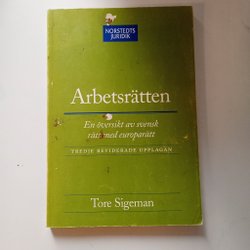 NORSTEDTS
JURIDIK
Arbetsrätten
En översikt av svensk
rätt med europarätt
TREDJE REVIDERADE UPPLAGAN
Tore Sigeman